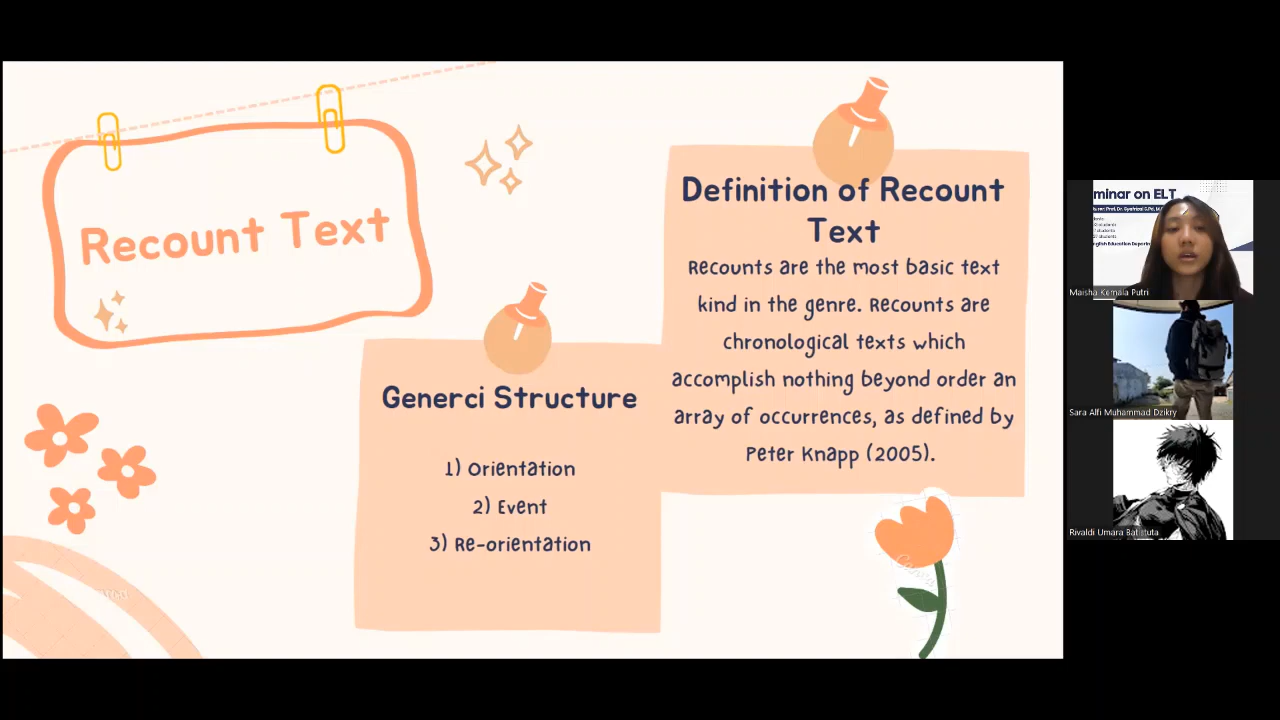 Recount Text
Definition of Recount
Text
Recounts are the most basic text
kind in the genre. Recounts are
chronological texts which
accomplish nothing beyond order an
array of occurrences, as defined by
Peter Knapp (2005).
Generci Structure
1) Orientation
2) Event
3) Re-orientation
minar on ELT
Maisha Kemala Putri
Sara Alfi Muhammad Dzikry
Rivaldi Umara Batistuta